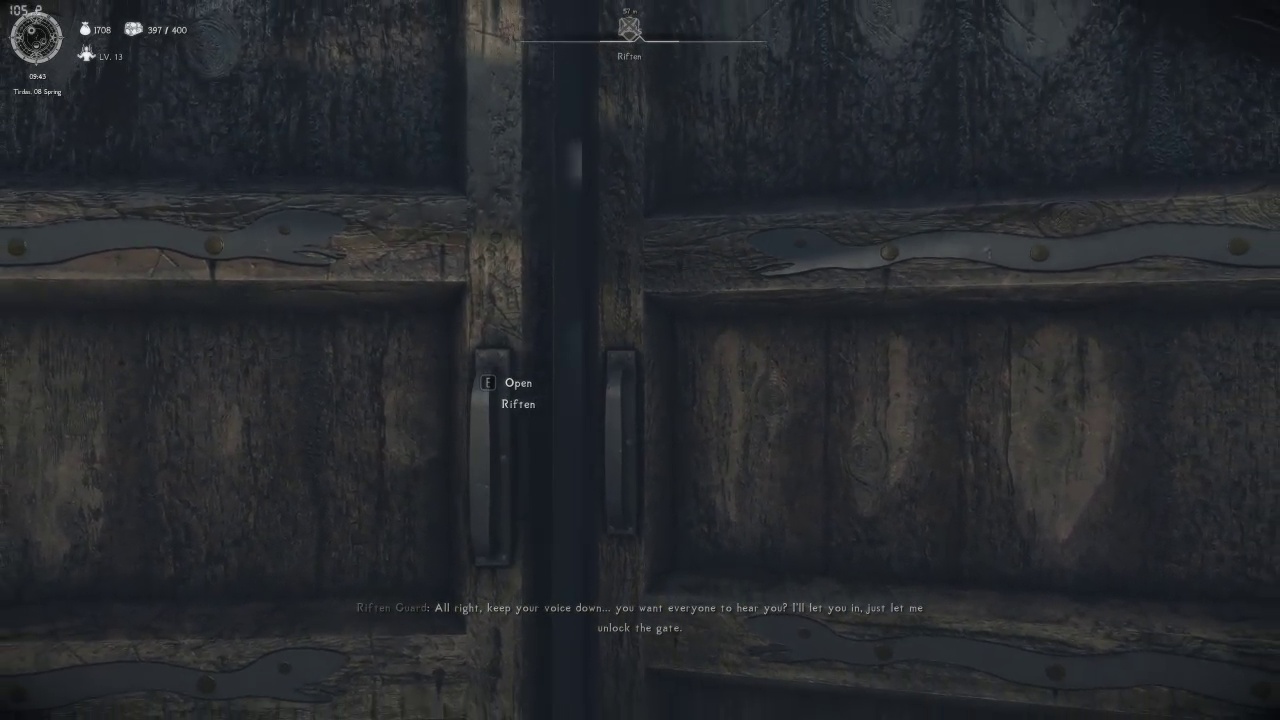 1708
397 / 400
LV. 13
09:43
Tirdas, 08 Spring
57 m
Riften
E Open
Riften
Riften Guard: All right, keep your voice down... you want everyone to hear you? I'll let you in, just let me
unlock the gate.